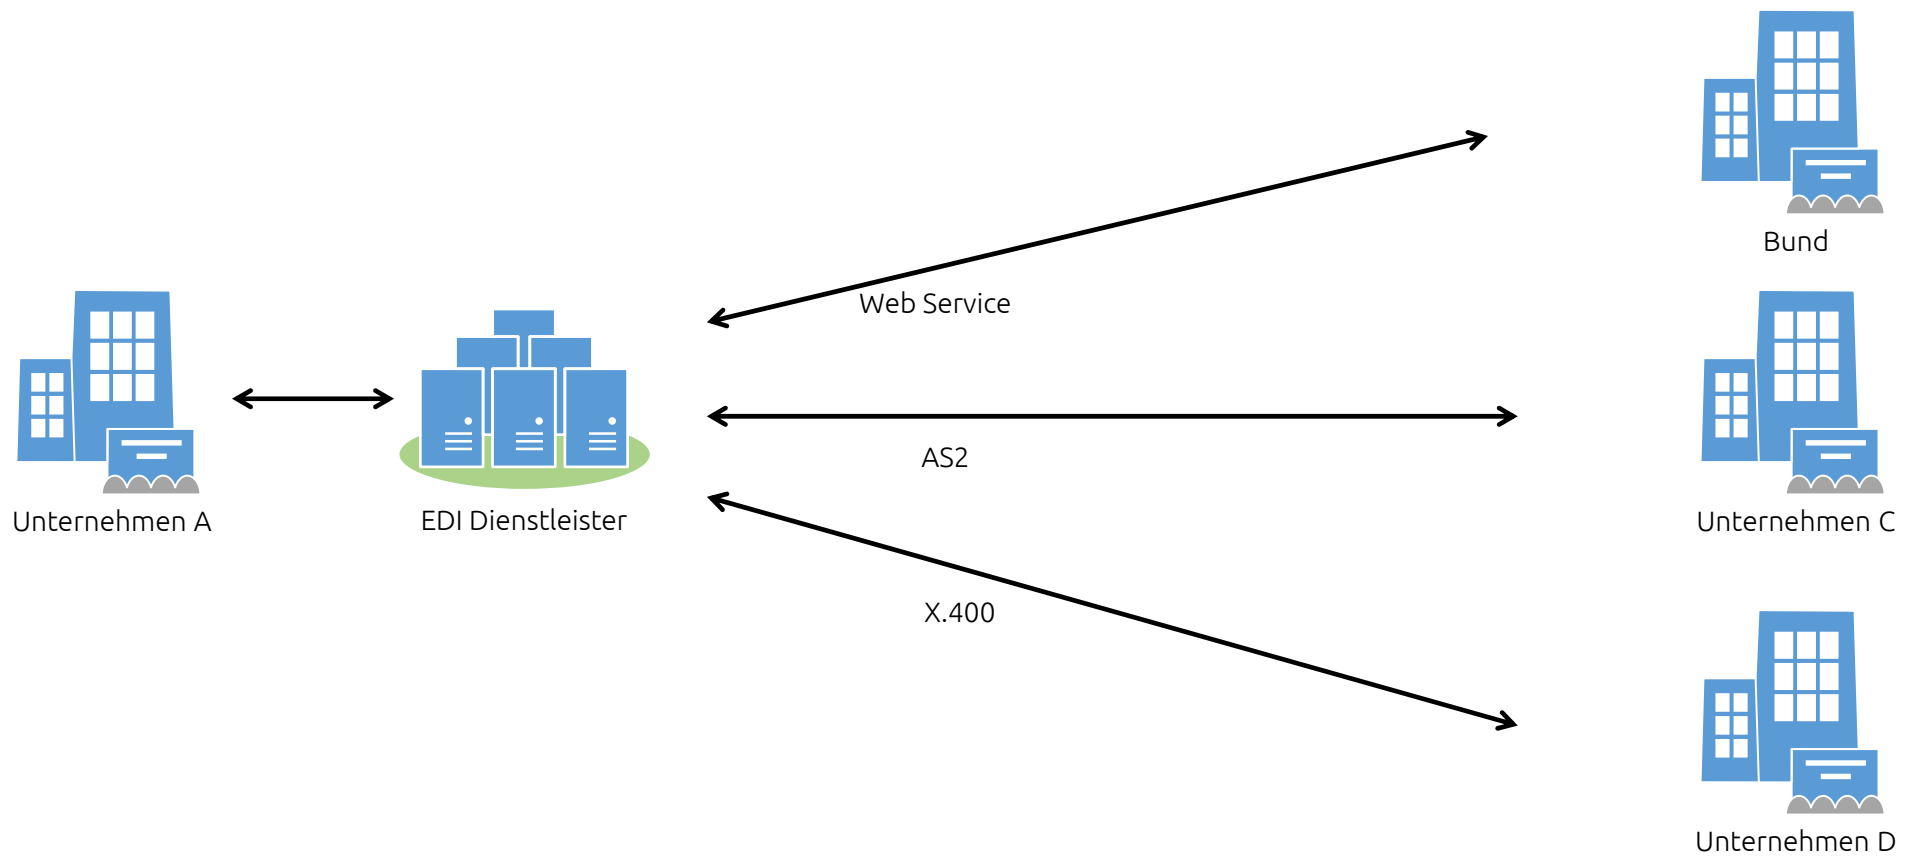 Bund
Web Service
Unternehmen A
EDI Dienstleister
AS2
Unternehmen C
X.400
Unternehmen D